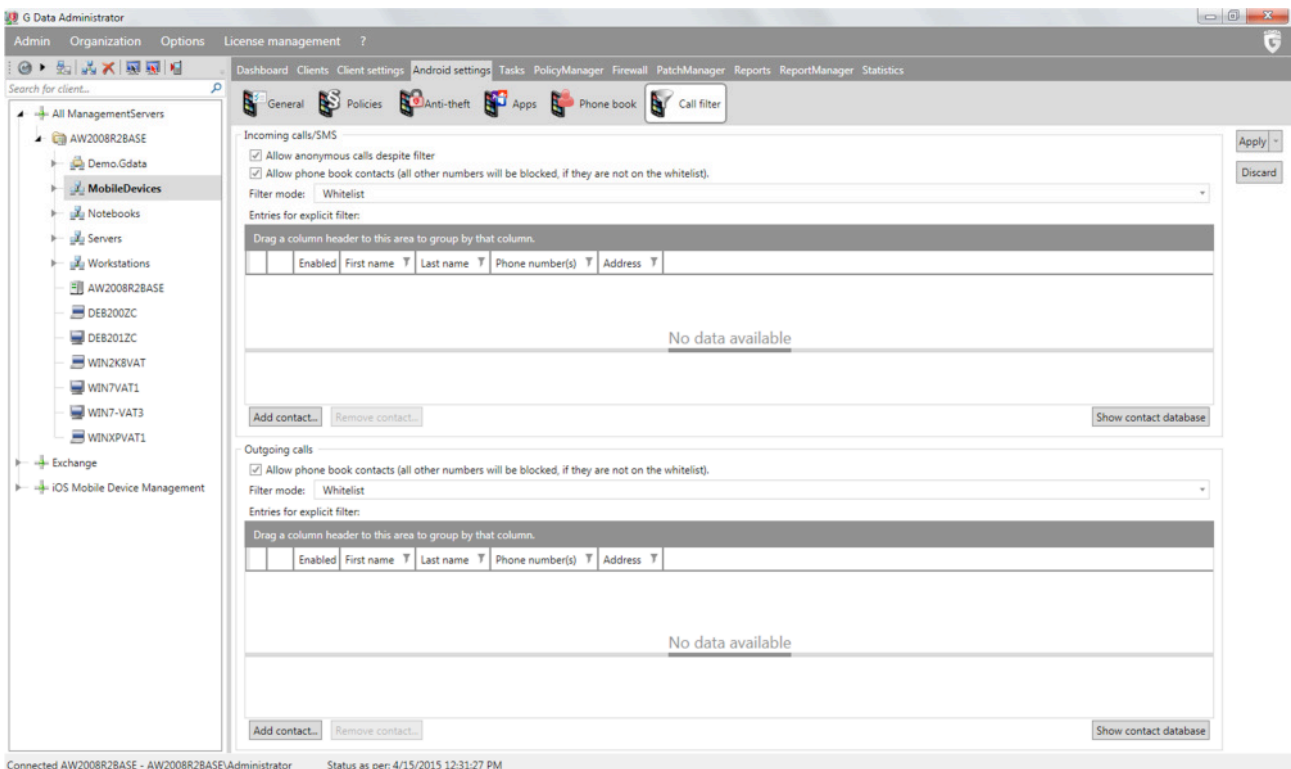 G Data Administrator
Admin Organization Options License management ?
Search for client...
All ManagementServers
AW2008R2BASE
Demo.Gdata
MobileDevices
Notebooks
Servers
Workstations
AW2008R2BASE
DEB200ZC
DEB201ZC
WIN2K8VAT
WIN7VAT1
WIN7-VAT3
WINXPVAT1
Exchange
iOS Mobile Device Management
Dashboard Clients Client settings Android settings Tasks PolicyManager Firewall PatchManager Reports ReportManager Statistics
General Policies Anti-theft Apps Phone book Call filter
Incoming calls/SMS
Allow anonymous calls despite filter
Allow phone book contacts (all other numbers will be blocked, if they are not on the whitelist).
Filter mode: Whitelist
Entries for explicit filter:
Drag a column header to this area to group by that column.
Enabled First name Last name Phone number(s) Address
No data available
Add contact... Remove contact... Show contact database
Outgoing calls
Allow phone book contacts (all other numbers will be blocked, if they are not on the whitelist).
Filter mode: Whitelist
Entries for explicit filter:
Drag a column header to this area to group by that column.
Enabled First name Last name Phone number(s) Address
No data available
Add contact... Remove contact... Show contact database
Apply
Discard
Connected AW2008R2BASE - AW2008R2BASE\Administrator Status as per: 4/15/2015 12:31:27 PM